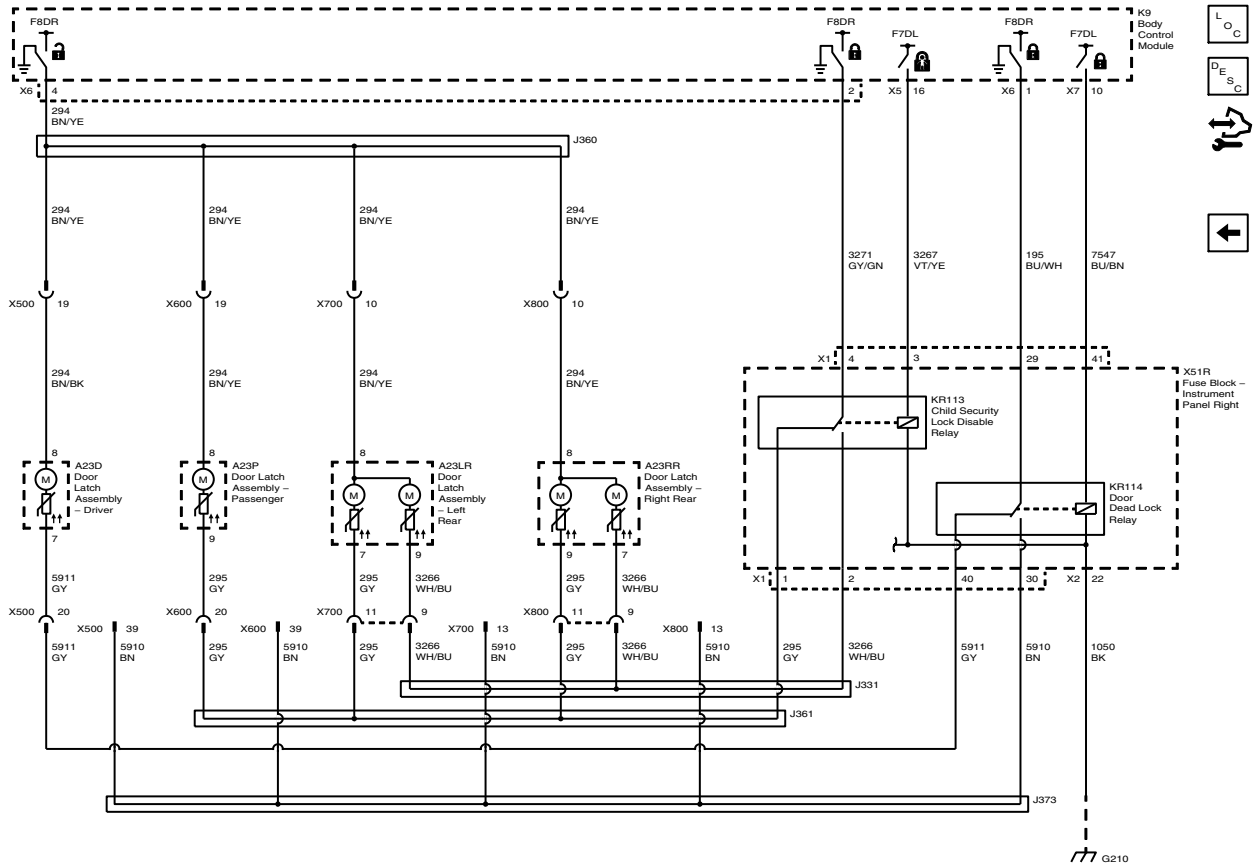 F8DR
F8DR
F7DL
F8DR
F7DL
K9
Body
Control
Module
LOC
DESC
X6
4
2
X5
16
X6
1
X7
10
294
BN/YE
J360
294
BN/YE
294
BN/YE
294
BN/YE
294
BN/YE
3271
GY/GN
3267
VT/YE
195
BU/WH
7547
BU/BN
X500
19
X600
19
X700
10
X800
10
294
BN/BK
294
BN/YE
294
BN/YE
294
BN/YE
X1
4
3
29
41
X51R
Fuse Block –
Instrument
Panel Right
KR113
Child Security
Lock Disable
Relay
8
A23D
Door
Latch
Assembly
– Driver
M
7
8
A23P
Door Latch
Assembly –
Passenger
M
9
8
A23LR
Door
Latch
Assembly
– Left
Rear
M
M
7
9
8
A23RR
Door Latch
Assembly –
Right Rear
M
M
9
7
KR114
Door
Dead Lock
Relay
5911
GY
295
GY
295
GY
3266
WH/BU
295
GY
3266
WH/BU
X1
1
2
40
30
X2
22
X500
20
X500
39
X600
20
X600
39
X700
11
9
X700
13
X800
11
9
X800
13
5911
GY
5910
BN
295
GY
5910
BN
295
GY
3266
WH/BU
5910
BN
295
GY
3266
WH/BU
5910
BN
295
GY
3266
WH/BU
5911
GY
5910
BN
1050
BK
J331
J361
J373
G210